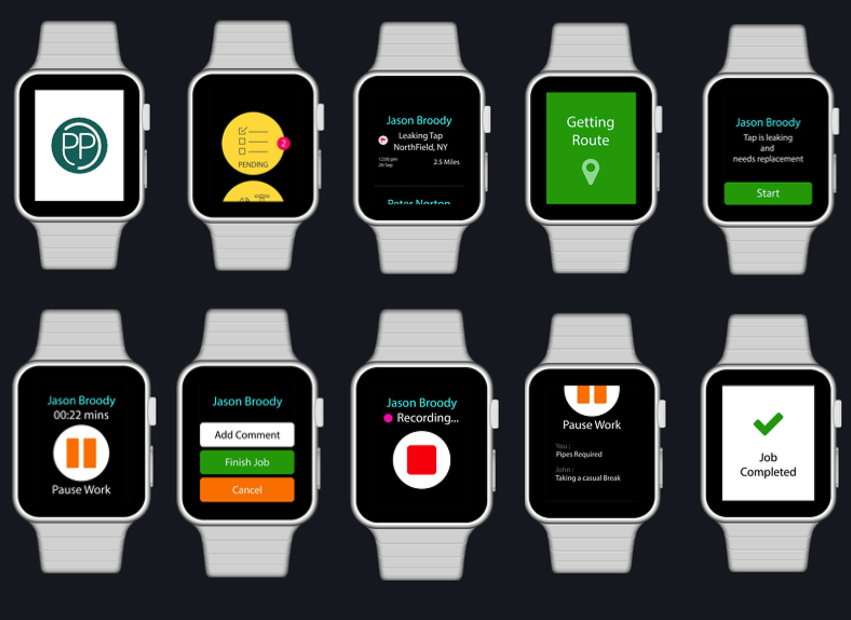 PP
2
PENDING
Jason Broody
Leaking Tap
NorthField, NY
12:00 pm
26-Sep
2.5 Miles
Peter Norton
Getting
Route
Jason Broody
Tap is leaking
and
needs replacement
Start
Jason Broody
00:22 mins
Pause Work
Jason Broody
Add Comment
Finish Job
Cancel
Jason Broody
Recording...
Pause Work
You :
Pipes Required
John :
Taking a casual Break
Job
Completed